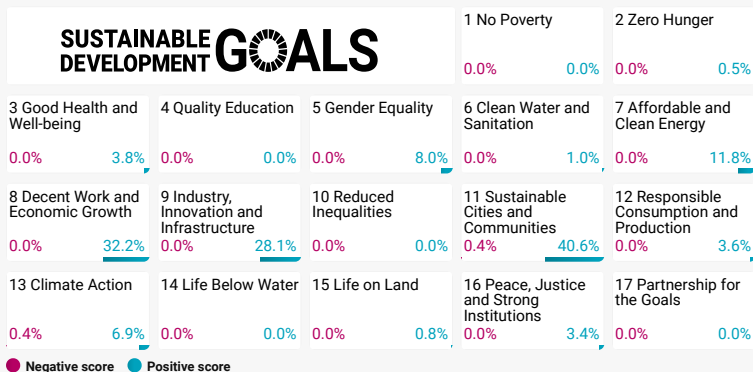 SUSTAINABLE
DEVELOPMENT
GOALS
1 No Poverty
0.0% 0.0%
2 Zero Hunger
0.0% 0.5%
3 Good Health and
Well-being
0.0% 3.8%
4 Quality Education
0.0% 0.0%
5 Gender Equality
0.0% 8.0%
6 Clean Water and
Sanitation
0.0% 1.0%
7 Affordable and
Clean Energy
0.0% 11.8%
8 Decent Work and
Economic Growth
0.0% 32.2%
9 Industry,
Innovation and
Infrastructure
0.0% 28.1%
10 Reduced
Inequalities
0.0% 0.0%
11 Sustainable
Cities and
Communities
0.4% 40.6%
12 Responsible
Consumption and
Production
0.0% 3.6%
13 Climate Action
0.4% 6.9%
14 Life Below Water
0.0% 0.0%
15 Life on Land
0.0% 0.8%
16 Peace, Justice
and Strong
Institutions
0.0% 3.4%
17 Partnership for
the Goals
0.0% 0.0%
Negative score Positive score